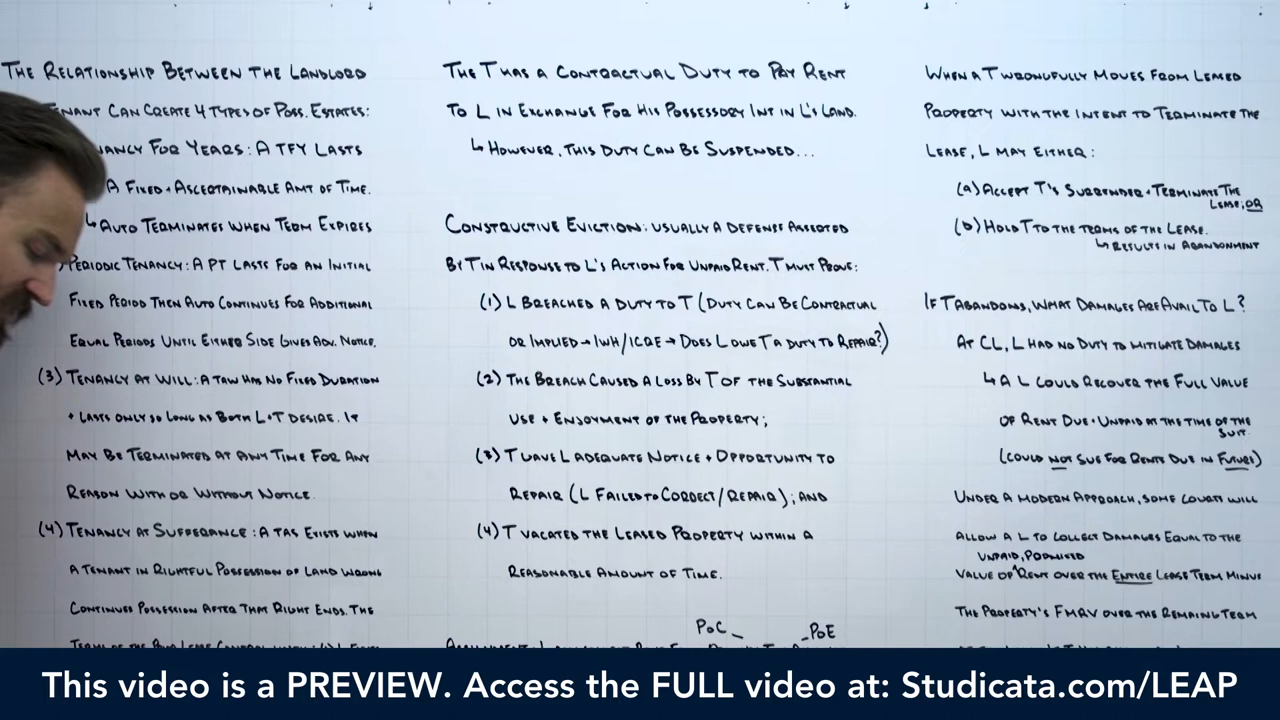 THE RELATIONSHIP BETWEEN THE LANDLORD
TENANT CAN CREATE 4 TYPES OF POSS. ESTATES:
FOR YEARS: A TFY LASTS
A FIXED + ASCERTAINABLE AMT OF TIME.
↳ AUTO TERMINATES WHEN TERM EXPIRES
) PERIODIC TENANCY: A PT LASTS FOR AN INITIAL
FIXED PERIOD THEN AUTO CONTINUES FOR ADDITIONAL
EQUAL PERIODS UNTIL EITHER SIDE GIVES ADV. NOTICE.
(3) TENANCY AT WILL: A TAW HAS NO FIXED DURATION
+ LASTS ONLY SO LONG AS BOTH L+T DESIRE. IT
MAY BE TERMINATED AT ANY TIME FOR ANY
REASON WITH OR WITHOUT NOTICE.
(4) TENANCY AT SUFFERANCE: A TAS EXISTS WHEN
A TENANT IN RIGHTFUL POSSESSION OF LAND WRONG
CONTINUES POSSESSION AFTER THAT RIGHT ENDS. THE
THE T HAS A CONTRACTUAL DUTY TO PAY RENT
TO L IN EXCHANGE FOR HIS POSSESSORY INT IN L'S LAND.
↳ HOWEVER, THIS DUTY CAN BE SUSPENDED...
CONSTRUCTIVE EVICTION: USUALLY A DEFENSE ASSERTED
BY T IN RESPONSE TO L'S ACTION FOR UNPAID RENT. T MUST PROVE:
(1) L BREACHED A DUTY TO T (DUTY CAN BE CONTRACTUAL
OR IMPLIED → IWH/ICQE → DOES L OWE T A DUTY TO REPAIR?)
(2) THE BREACH CAUSED A LOSS BY T OF THE SUBSTANTIAL
USE + ENJOYMENT OF THE PROPERTY;
(3) T GAVE L ADEQUATE NOTICE + OPPORTUNITY TO
REPAIR (L FAILED TO CORRECT/REPAIR); AND
(4) T VACATED THE LEASED PROPERTY WITHIN A
REASONABLE AMOUNT OF TIME.
POC POE
WHEN A T WRONGFULLY MOVES FROM LEASED
PROPERTY WITH THE INTENT TO TERMINATE THE
LEASE, L MAY EITHER:
(a) ACCEPT T'S SURRENDER + TERMINATE THE
LEASE; OR
(b) HOLD T TO THE TERMS OF THE LEASE.
↳ RESULTS IN ABANDONMENT
IF T ABANDONS, WHAT DAMAGES ARE AVAIL TO L?
AT CL, L HAD NO DUTY TO MITIGATE DAMAGES
↳ A L COULD RECOVER THE FULL VALUE
OF RENT DUE + UNPAID AT THE TIME OF THE
SUIT.
(COULD NOT SUE FOR RENTS DUE IN FUTURE)
UNDER A MODERN APPROACH, SOME COURTS WILL
ALLOW A L TO COLLECT DAMAGES EQUAL TO THE
UNPAID, PROMISED
VALUE OF RENT OVER THE ENTIRE LEASE TERM MINUS
THE PROPERTY'S FMRV OVER THE REMAINING TERM
This video is a PREVIEW. Access the FULL video at: Studicata.com/LEAP